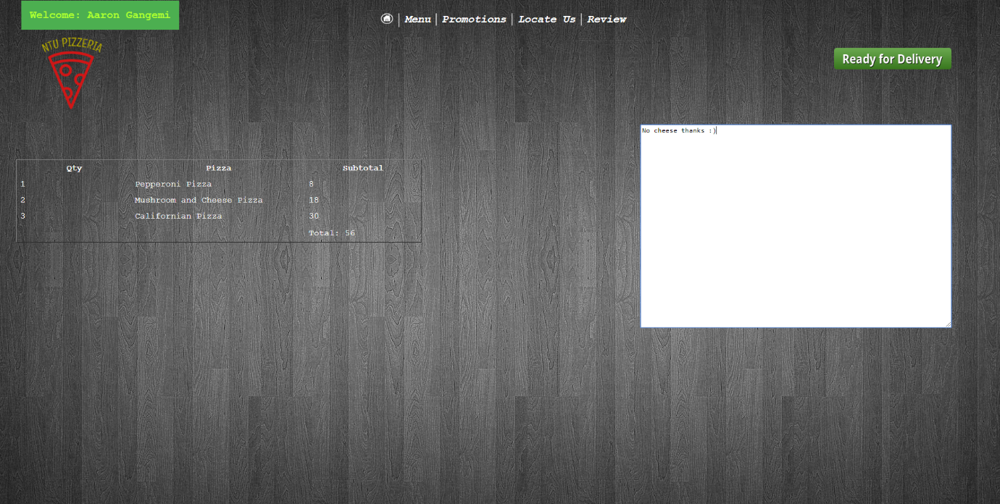 Welcome: Aaron Gangemi
Menu Promotions Locate Us Review
NTU PIZZERIA
Ready for Delivery
No cheese thanks :)
Qty Pizza Subtotal
1 Pepperoni Pizza 8
2 Mushroom and Cheese Pizza 18
3 Californian Pizza 30
Total: 56